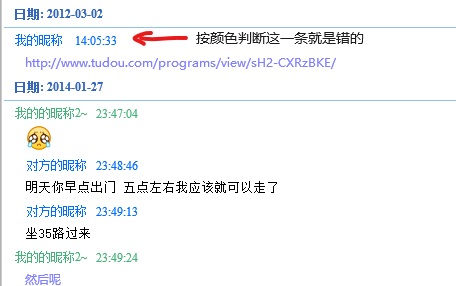 日期: 2012-03-02
我的昵称 14:05:33 按颜色判断这一条就是错的
http://www.tudou.com/programs/view/sH2-CXRzBKE/
日期: 2014-01-27
我的的昵称2~ 23:47:04
对方的昵称 23:48:46
明天你早点出门 五点左右我应该就可以走了
对方的昵称 23:49:13
坐35路过来
我的的昵称2~ 23:49:24
然后呢